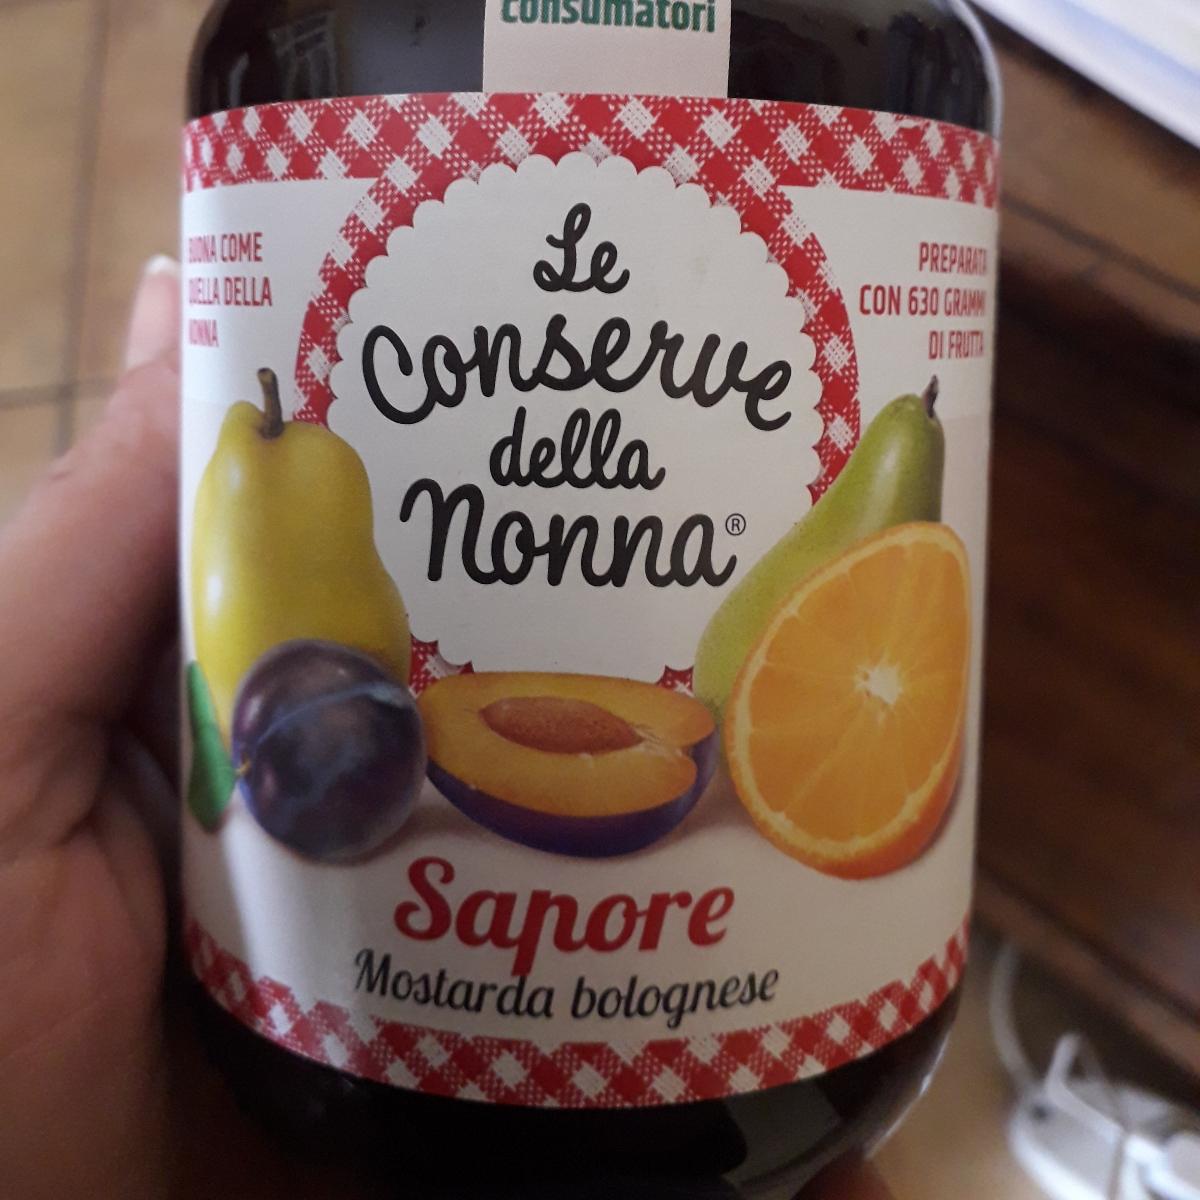 consumatori
BUONA COME
QUELLA DELLA
NONNA
PREPARATA
CON 630 GRAMMI
DI FRUTTA
Le
Conserve
della
Nonna®
Sapore
Mostarda bolognese